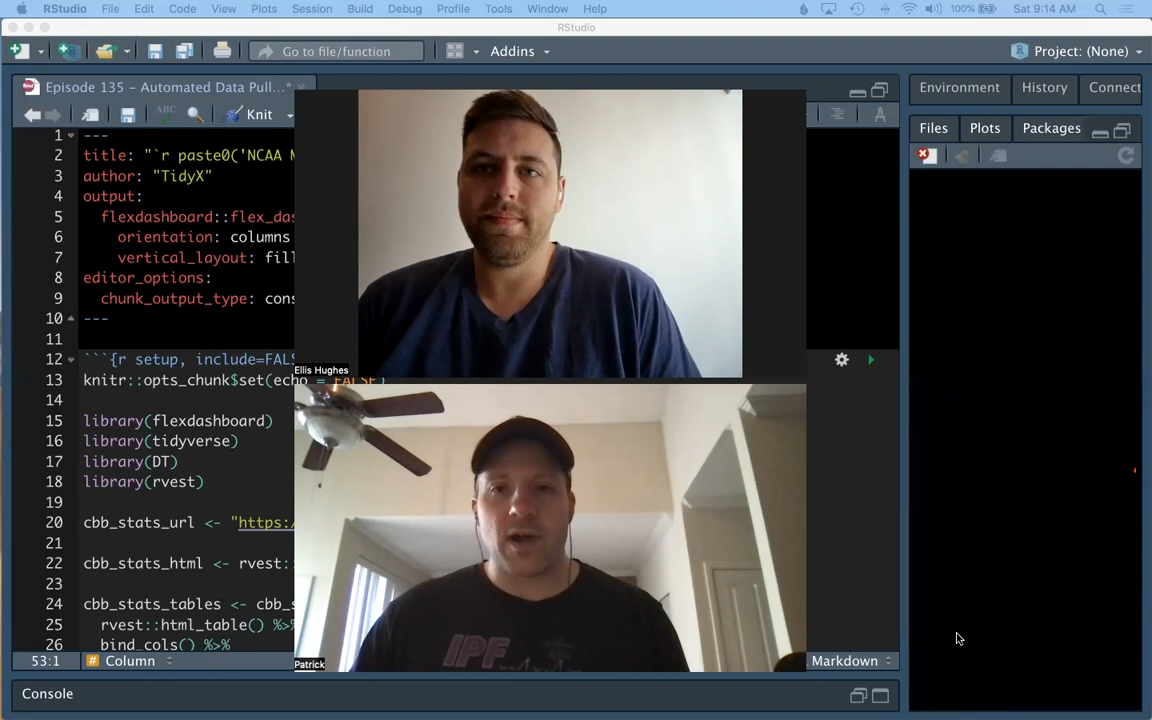 RStudio File Edit Code View Plots Session Build Debug Profile Tools Window Help 100% Sat 9:14 AM
RStudio
Go to file/function Addins Project: (None)
Episode 135 - Automated Data Pull...* Environment History Connect
ABC Knit Files Plots Packages
1 ---
2 title: "`r paste0('NCAA M
3 author: "TidyX"
4 output:
5 flexdashboard::flex_das
6 orientation: columns
7 vertical_layout: fill
8 editor_options:
9 chunk_output_type: cons
10 ---
11
12 ```{r setup, include=FALS
Ellis Hughes
13 knitr::opts_chunk$set(echo = FALSE)
14
15 library(flexdashboard)
16 library(tidyverse)
17 library(DT)
18 library(rvest)
19
20 cbb_stats_url <- "https:/
21
22 cbb_stats_html <- rvest::
23
24 cbb_stats_tables <- cbb_s
25 rvest::html_table() %>%
26 bind_cols() %>%
IPF
Patrick
53:1 # Column Markdown
Console